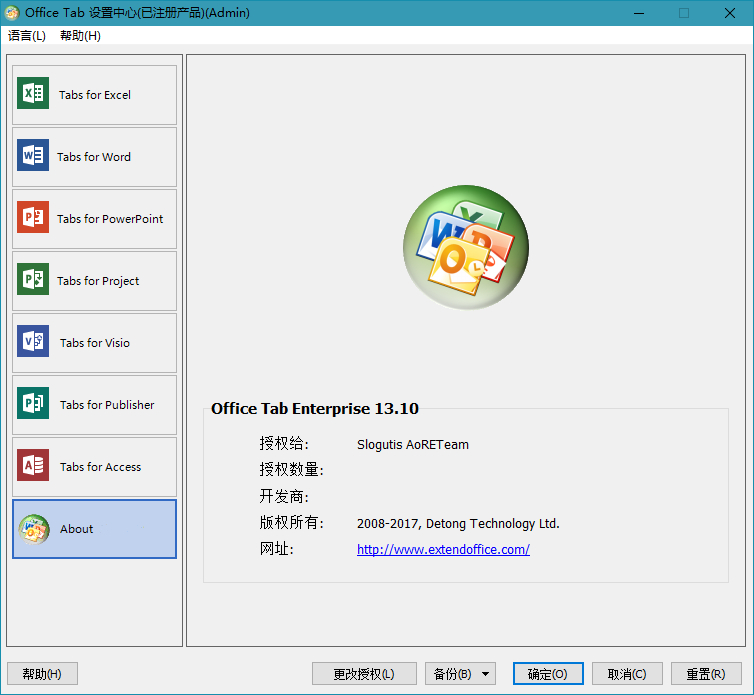 Office Tab 设置中心(已注册产品)(Admin)
语言(L) 帮助(H)
Tabs for Excel
Tabs for Word
Tabs for PowerPoint
Tabs for Project
Tabs for Visio
Tabs for Publisher
Tabs for Access
About
Office Tab Enterprise 13.10
授权给: Slogutis AoRETeam
授权数量:
开发商:
版权所有: 2008-2017, Detong Technology Ltd.
网址: http://www.extendoffice.com/
帮助(H) 更改授权(L) 备份(B) 确定(O) 取消(C) 重置(R)